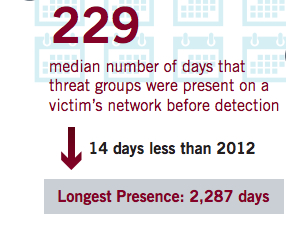 229
median number of days that
threat groups were present on a
victim's network before detection
14 days less than 2012
Longest Presence: 2,287 days